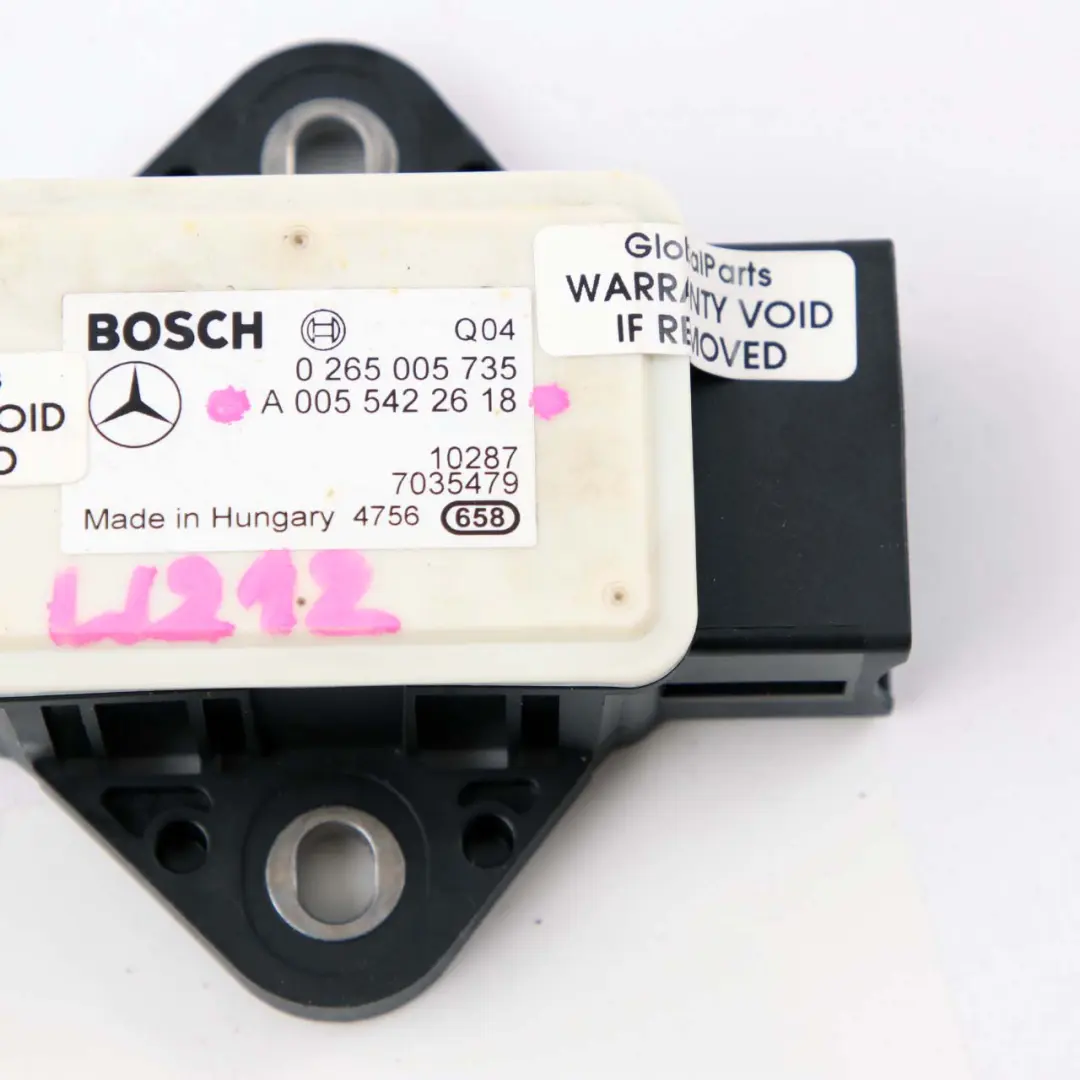 GlobalParts
WARRANTY VOID
IF REMOVED
BOSCH Q04
0 265 005 735
A 005 542 26 18
10287
7035479
Made in Hungary 4756 658
OID
W212